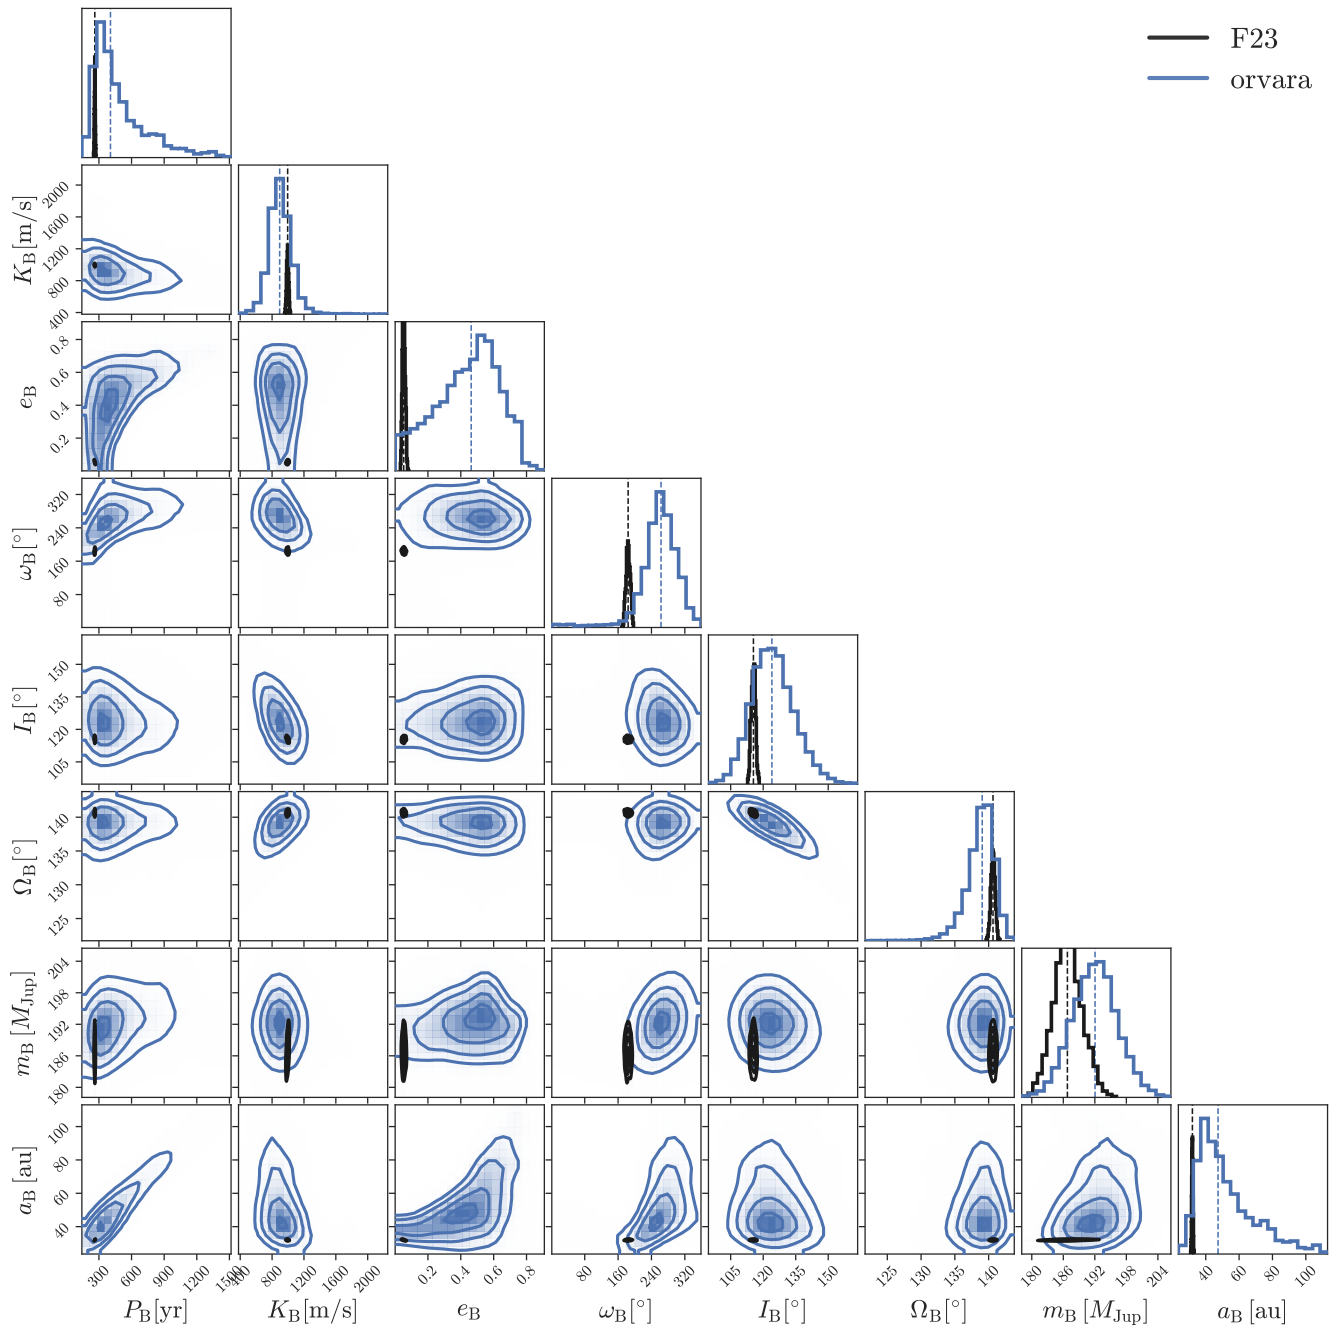 F23
orvara
K_B[m/s]
2000
1600
1200
800
400
e_B
0.8
0.6
0.4
0.2
ω_B[°]
320
240
160
80
I_B[°]
150
135
120
105
Ω_B[°]
140
135
130
125
m_B [M_Jup]
204
198
192
186
180
a_B [au]
100
80
60
40
300 600 900 1200 1500
400 800 1200 1600 2000
0.2 0.4 0.6 0.8
80 160 240 320
105 120 135 150
125 130 135 140
180 186 192 198 204
40 60 80 100
P_B[yr] K_B[m/s] e_B ω_B[°] I_B[°] Ω_B[°] m_B [M_Jup] a_B [au]